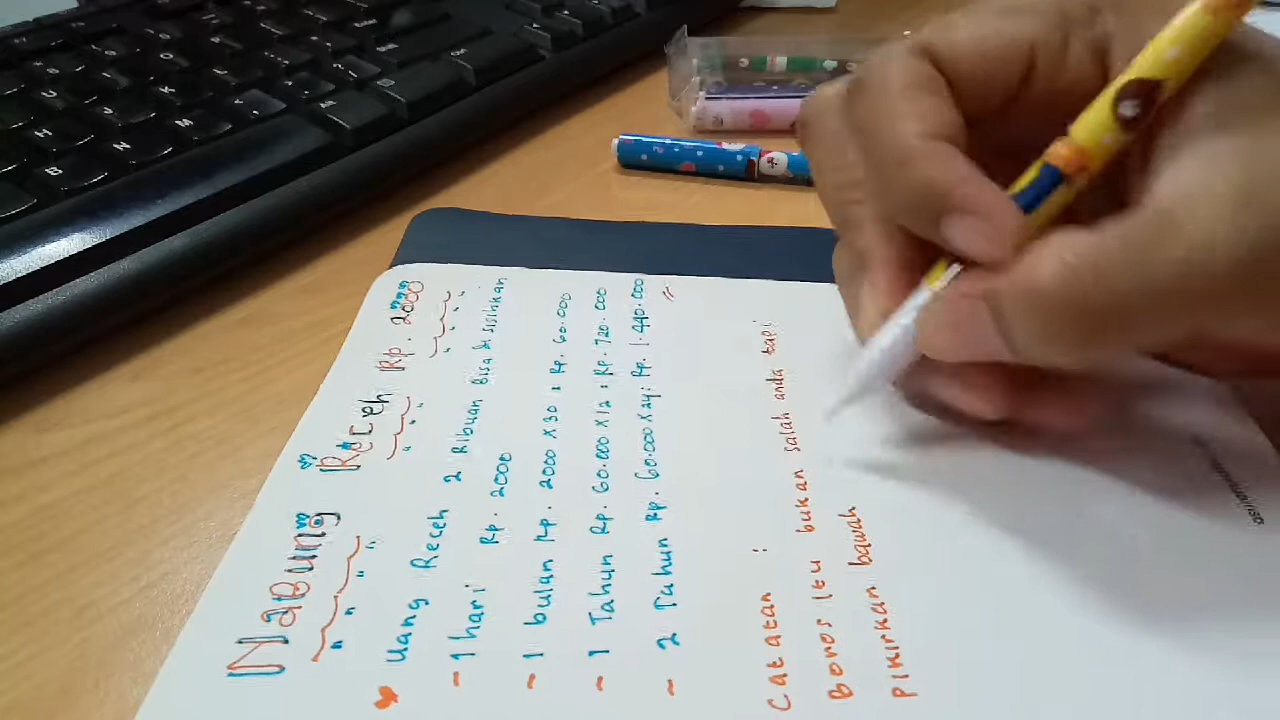 Nabung Receh Rp. 2000
Uang Receh 2 Ribuan Bisa di sisihkan
- 1 hari Rp. 2000
- 1 bulan Rp. 2000 x 30 : Rp. 60.000
- 1 Tahun Rp. 60.000 x 12 : Rp. 720.000
- 2 Tahun Rp. 60.000 x 24 : Rp. 1.440.000
Catatan :
Boros itu bukan salah anda tapi
Pikirkan bawah